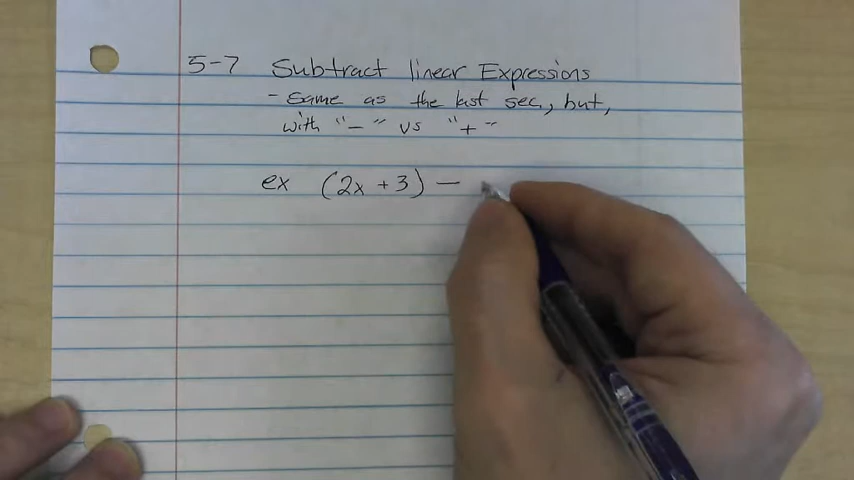 5-7 Subtract linear Expressions
- Same as the last sec, but,
with "-" vs "+"
ex (2x + 3) -